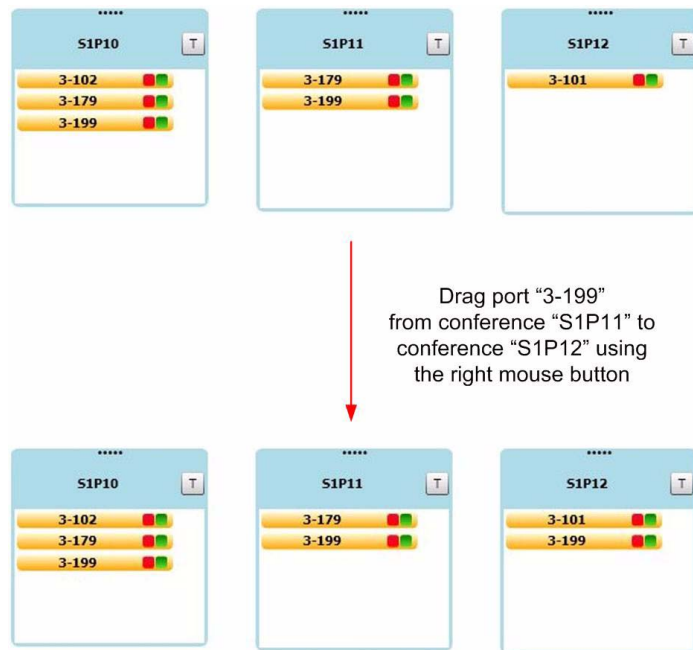 S1P10 T
3-102
3-179
3-199
S1P11 T
3-179
3-199
S1P12 T
3-101
Drag port “3-199”
from conference “S1P11” to
conference “S1P12” using
the right mouse button
S1P10 T
3-102
3-179
3-199
S1P11 T
3-179
3-199
S1P12 T
3-101
3-199